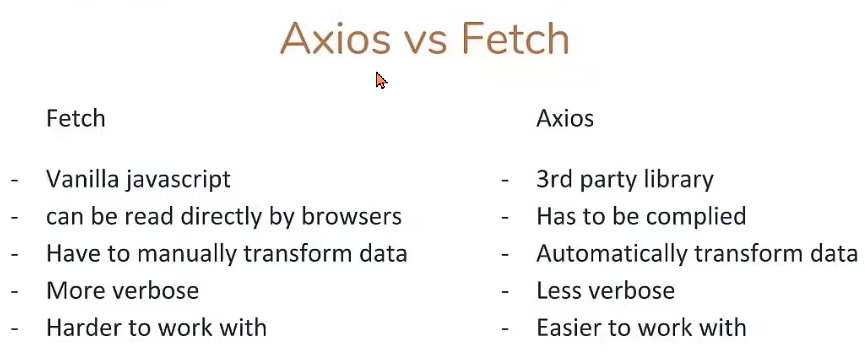 Axios vs Fetch
Fetch
- Vanilla javascript
- can be read directly by browsers
- Have to manually transform data
- More verbose
- Harder to work with
Axios
- 3rd party library
- Has to be complied
- Automatically transform data
- Less verbose
- Easier to work with